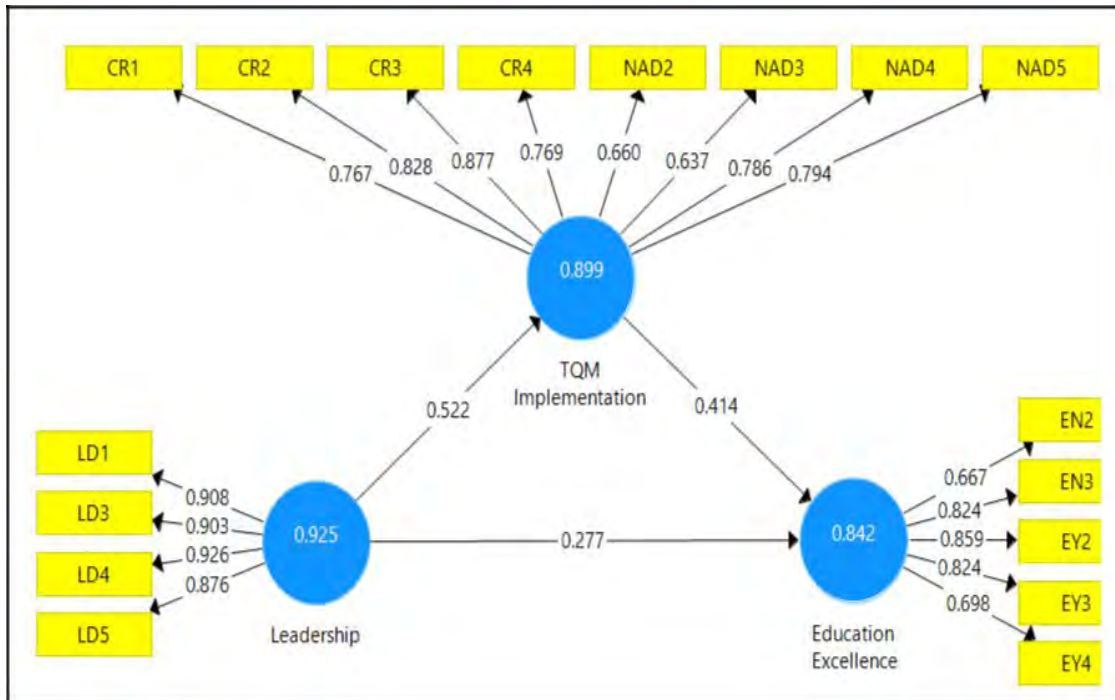 CR1
CR2
CR3
CR4
NAD2
NAD3
NAD4
NAD5
0.767
0.828
0.877
0.769
0.660
0.637
0.786
0.794
0.899
TQM
Implementation
0.522
0.414
LD1
LD3
LD4
LD5
0.908
0.903
0.926
0.876
0.925
Leadership
0.277
0.842
Education
Excellence
0.667
0.824
0.859
0.824
0.698
EN2
EN3
EY2
EY3
EY4